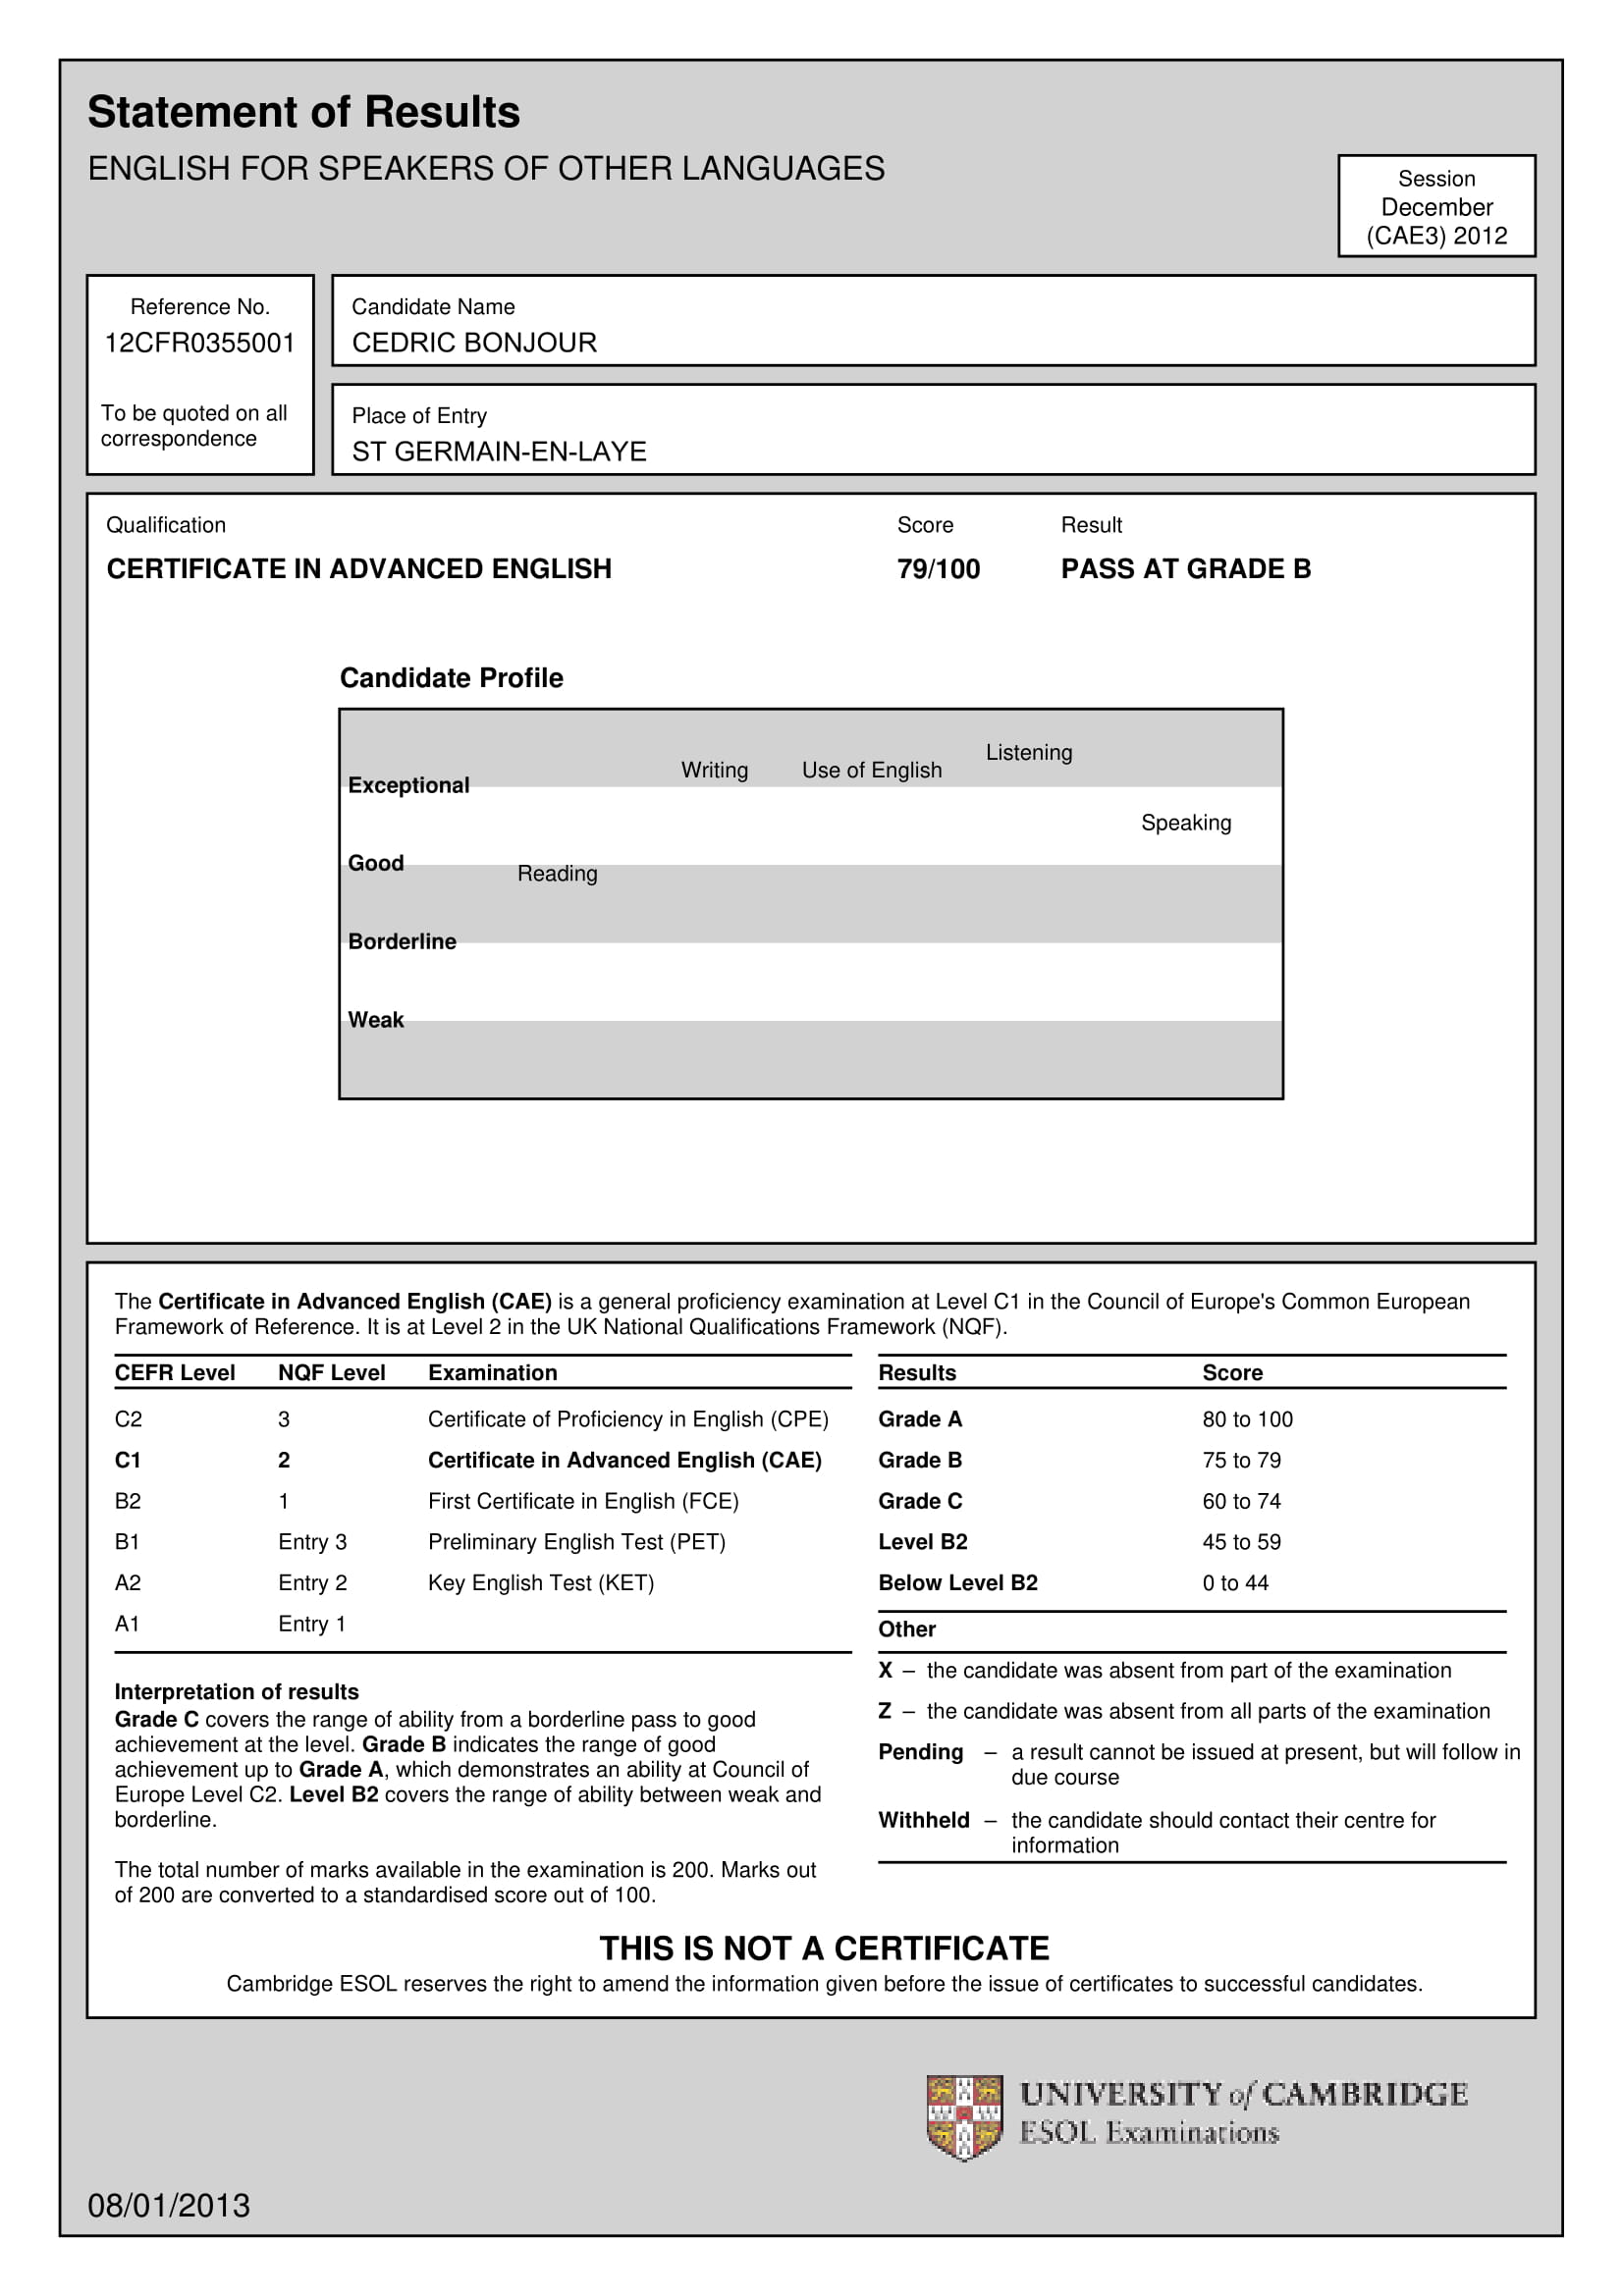 Statement of Results
ENGLISH FOR SPEAKERS OF OTHER LANGUAGES
Session
December
(CAE3) 2012
Reference No.
12CFR0355001
To be quoted on all
correspondence
Candidate Name
CEDRIC BONJOUR
Place of Entry
ST GERMAIN-EN-LAYE
Qualification Score Result
CERTIFICATE IN ADVANCED ENGLISH 79/100 PASS AT GRADE B
Candidate Profile
Listening
Writing Use of English
Exceptional
Speaking
Good
Reading
Borderline
Weak
The Certificate in Advanced English (CAE) is a general proficiency examination at Level C1 in the Council of Europe's Common European
Framework of Reference. It is at Level 2 in the UK National Qualifications Framework (NQF).
CEFR Level NQF Level Examination
C2 3 Certificate of Proficiency in English (CPE)
C1 2 Certificate in Advanced English (CAE)
B2 1 First Certificate in English (FCE)
B1 Entry 3 Preliminary English Test (PET)
A2 Entry 2 Key English Test (KET)
A1 Entry 1
Interpretation of results
Grade C covers the range of ability from a borderline pass to good
achievement at the level. Grade B indicates the range of good
achievement up to Grade A, which demonstrates an ability at Council of
Europe Level C2. Level B2 covers the range of ability between weak and
borderline.
The total number of marks available in the examination is 200. Marks out
of 200 are converted to a standardised score out of 100.
Results Score
Grade A 80 to 100
Grade B 75 to 79
Grade C 60 to 74
Level B2 45 to 59
Below Level B2 0 to 44
Other
X – the candidate was absent from part of the examination
Z – the candidate was absent from all parts of the examination
Pending – a result cannot be issued at present, but will follow in
due course
Withheld – the candidate should contact their centre for
information
THIS IS NOT A CERTIFICATE
Cambridge ESOL reserves the right to amend the information given before the issue of certificates to successful candidates.
UNIVERSITY of CAMBRIDGE
ESOL Examinations
08/01/2013